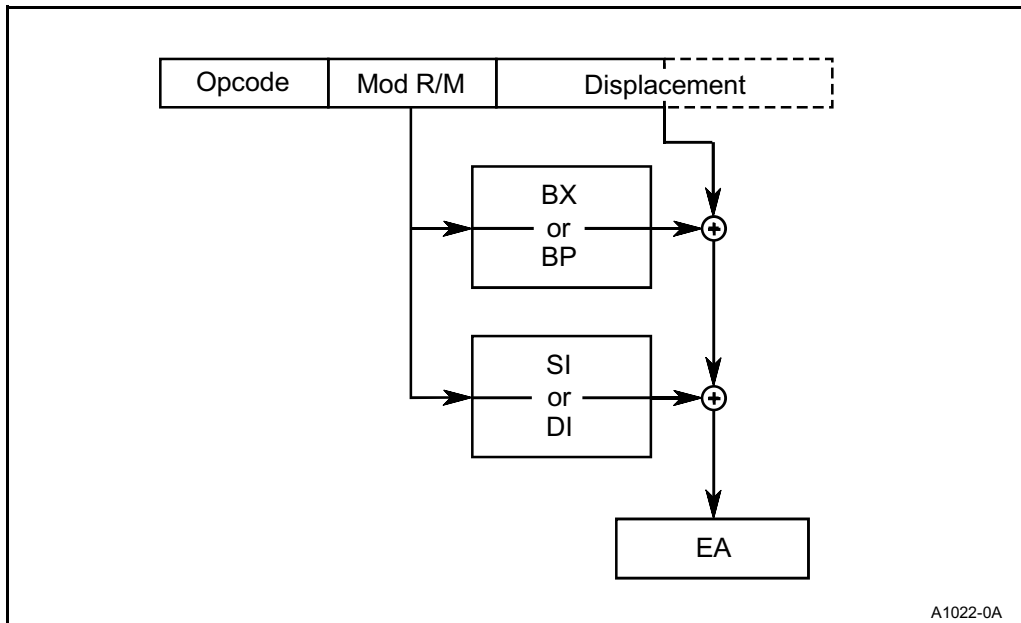 Opcode Mod R/M Displacement
BX
or
BP
SI
or
DI
EA
A1022-0A